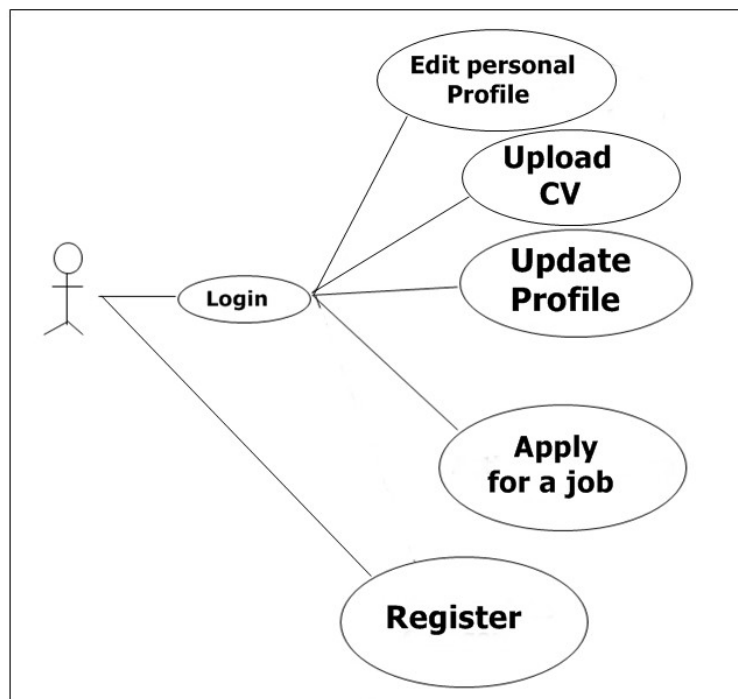 Edit personal
Profile
Upload
CV
Update
Profile
Login
Apply
for a job
Register